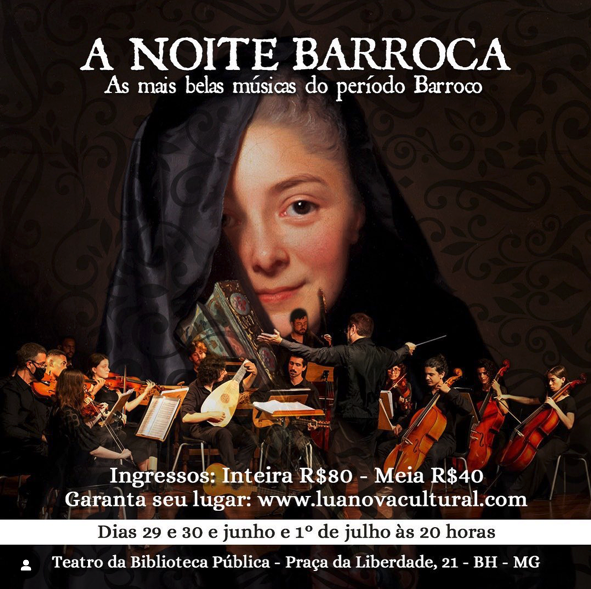 A NOITE BARROCA
As mais belas músicas do período Barroco
Ingressos: Inteira R$80 - Meia R$40
Garanta seu lugar: www.luanovacultural.com
Dias 29 e 30 e junho e 1º de julho às 20 horas
Teatro da Biblioteca Pública - Praça da Liberdade, 21 - BH - MG